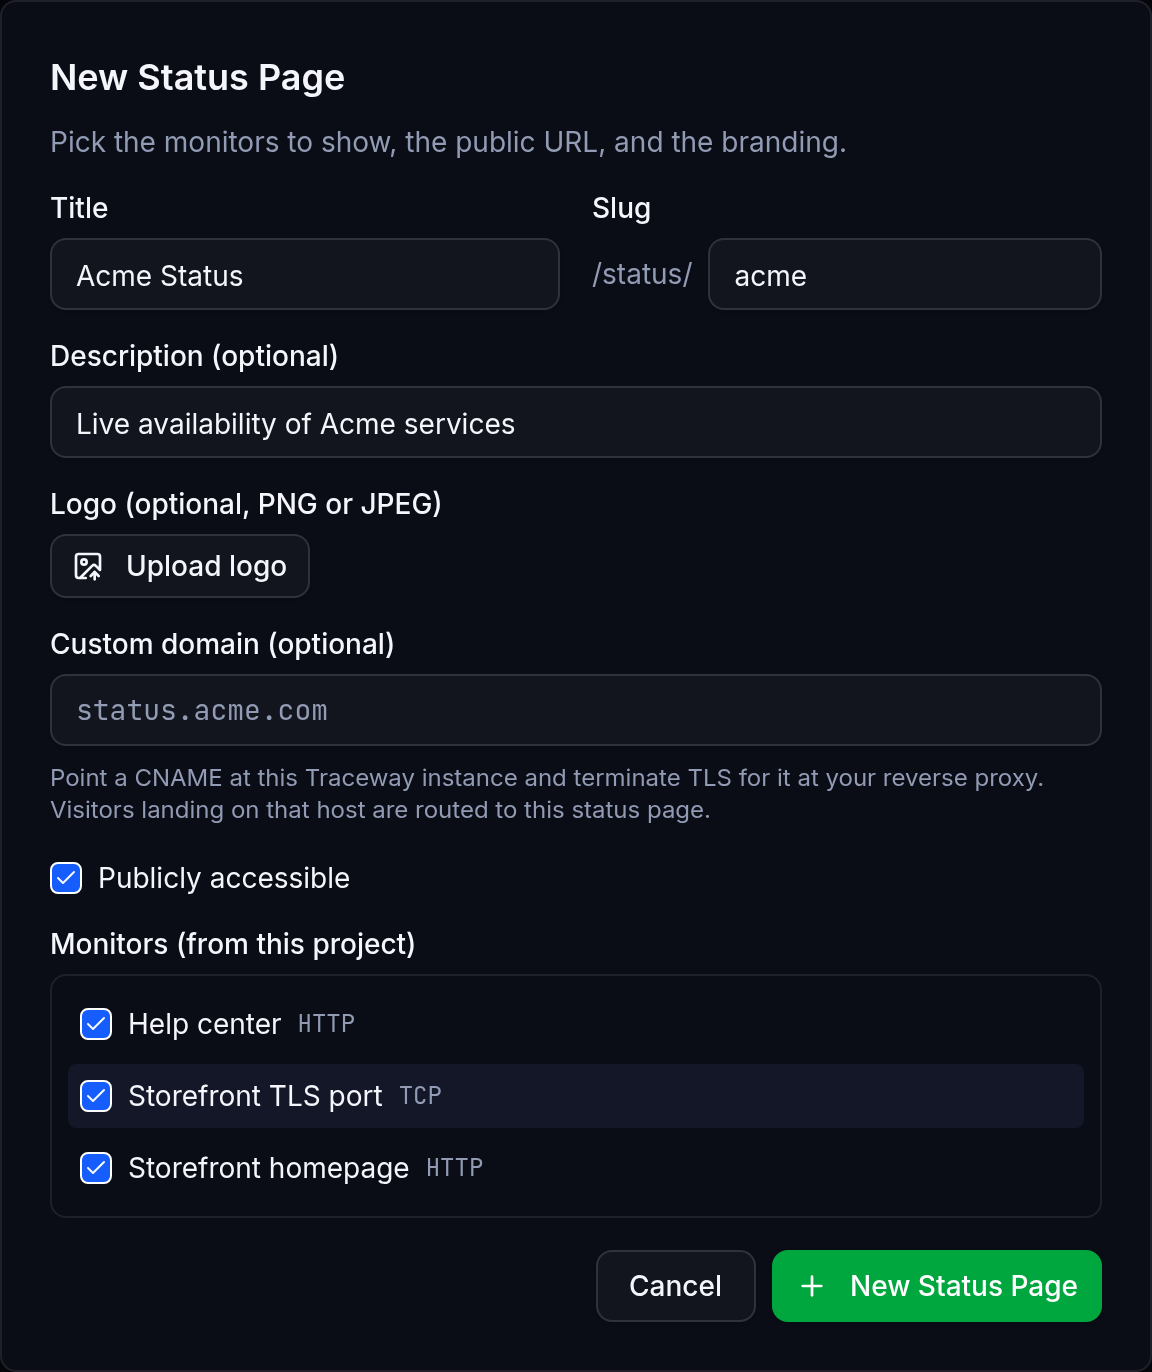 New Status Page
Pick the monitors to show, the public URL, and the branding.
Title
Slug
Acme Status
/status/ acme
Description (optional)
Live availability of Acme services
Logo (optional, PNG or JPEG)
Upload logo
Custom domain (optional)
status.acme.com
Point a CNAME at this Traceway instance and terminate TLS for it at your reverse proxy.
Visitors landing on that host are routed to this status page.
Publicly accessible
Monitors (from this project)
Help center HTTP
Storefront TLS port TCP
Storefront homepage HTTP
Cancel
New Status Page